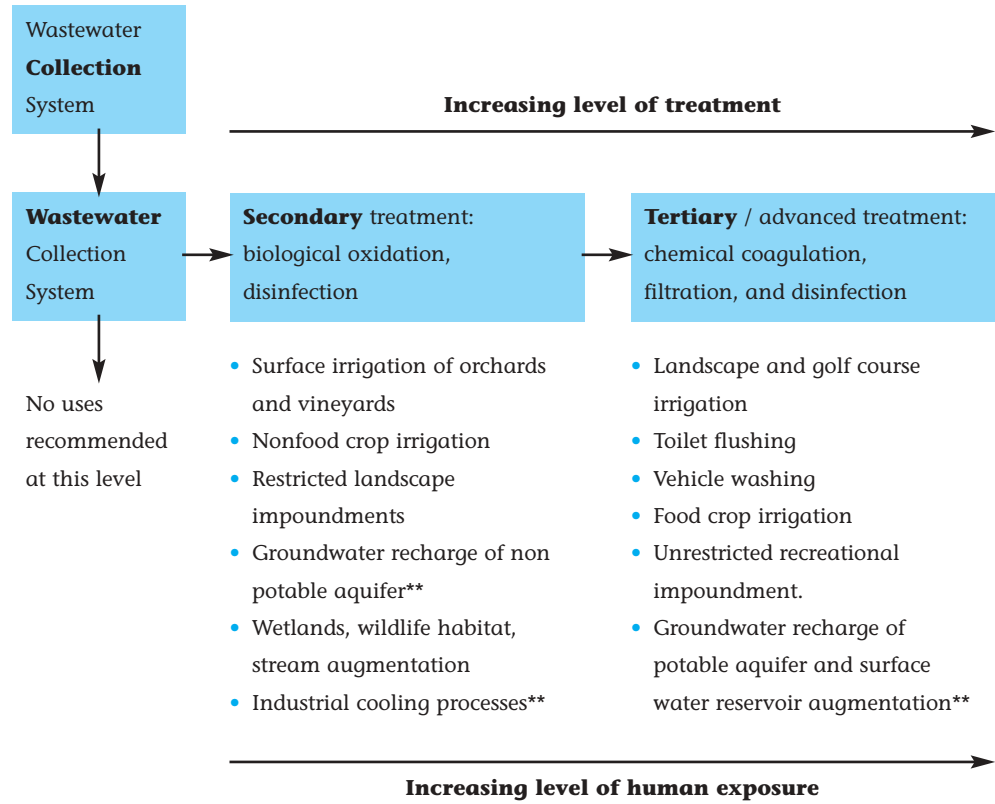 Wastewater
Collection
System
Increasing level of treatment
Wastewater
Collection
System
Secondary treatment:
biological oxidation,
disinfection
Tertiary / advanced treatment:
chemical coagulation,
filtration, and disinfection
No uses
recommended
at this level
• Surface irrigation of orchards
and vineyards
• Nonfood crop irrigation
• Restricted landscape
impoundments
• Groundwater recharge of non
potable aquifer**
• Wetlands, wildlife habitat,
stream augmentation
• Industrial cooling processes**
• Landscape and golf course
irrigation
• Toilet flushing
• Vehicle washing
• Food crop irrigation
• Unrestricted recreational
impoundment.
• Groundwater recharge of
potable aquifer and surface
water reservoir augmentation**
Increasing level of human exposure